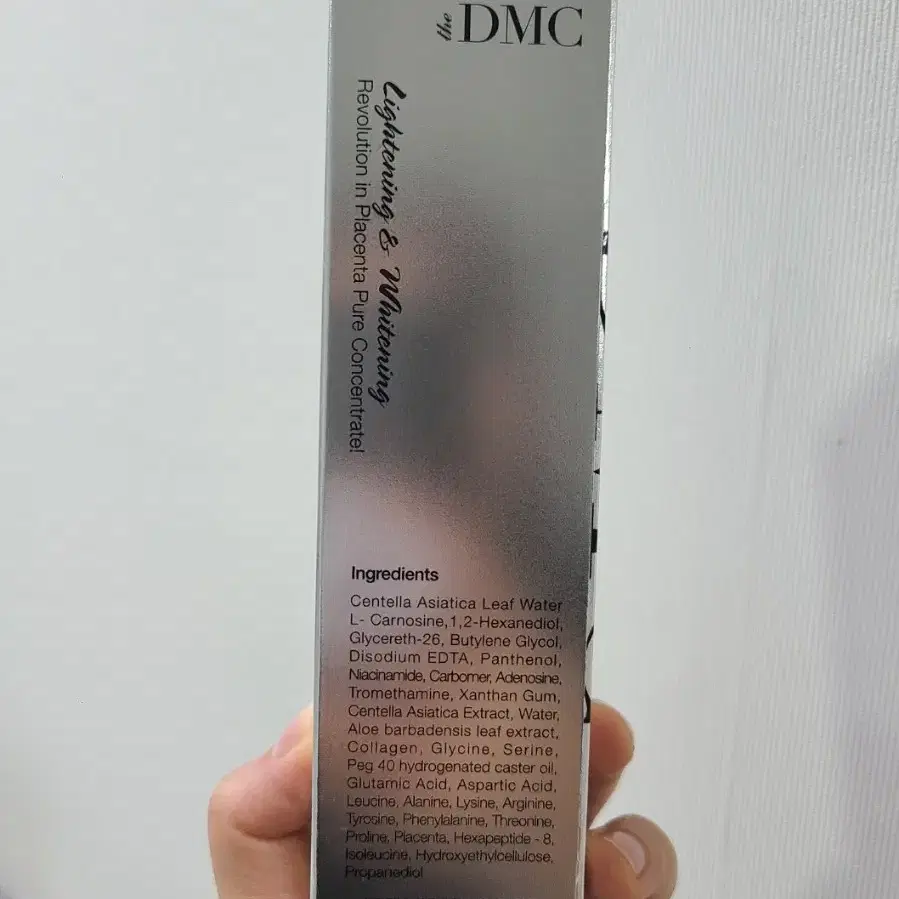 the DMC
Lightening & Whitening
Revolution in Placenta Pure Concentrate!
Ingredients
Centella Asiatica Leaf Water
L- Carnosine,1,2-Hexanediol,
Glycereth-26, Butylene Glycol,
Disodium EDTA, Panthenol,
Niacinamide, Carbomer, Adenosine,
Tromethamine, Xanthan Gum,
Centella Asiatica Extract, Water,
Aloe barbadensis leaf extract,
Collagen, Glycine, Serine,
Peg 40 hydrogenated caster oil,
Glutamic Acid, Aspartic Acid,
Leucine, Alanine, Lysine, Arginine,
Tyrosine, Phenylalanine, Threonine,
Proline, Placenta, Hexapeptide - 8,
Isoleucine, Hydroxyethylcellulose,
Propanediol